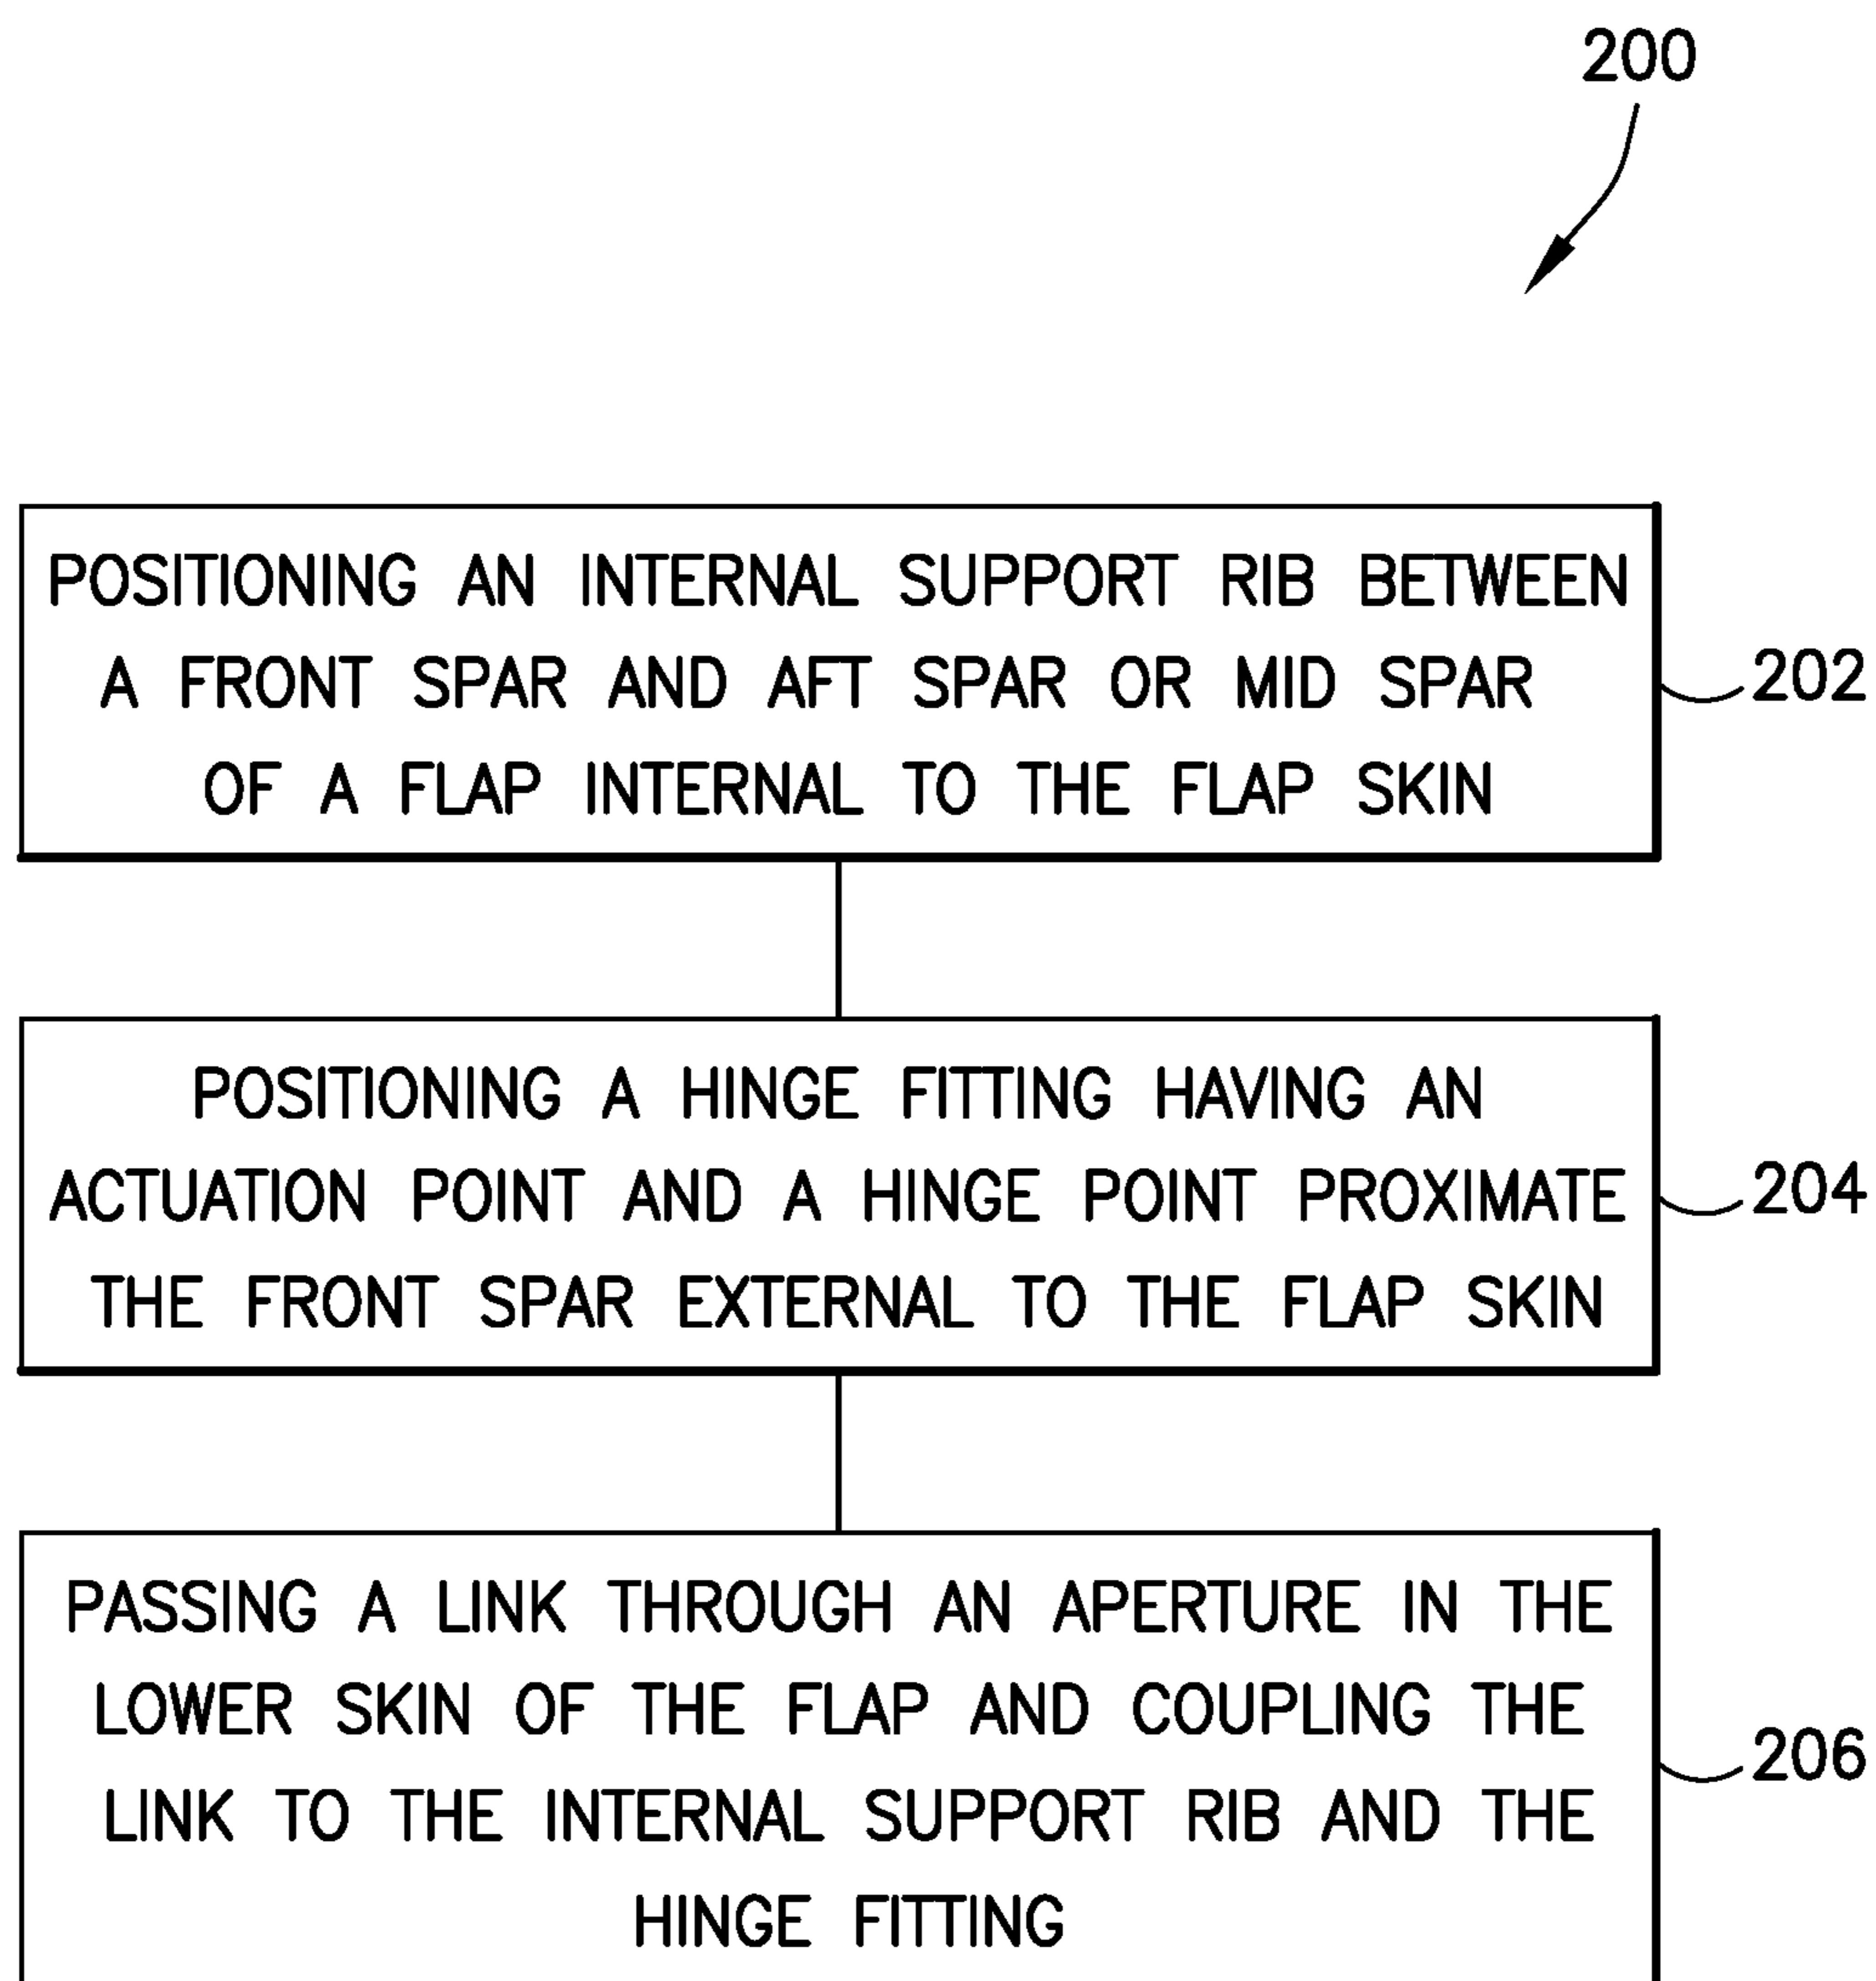 200
POSITIONING AN INTERNAL SUPPORT RIB BETWEEN
A FRONT SPAR AND AFT SPAR OR MID SPAR
OF A FLAP INTERNAL TO THE FLAP SKIN
202
POSITIONING A HINGE FITTING HAVING AN
ACTUATION POINT AND A HINGE POINT PROXIMATE
THE FRONT SPAR EXTERNAL TO THE FLAP SKIN
204
PASSING A LINK THROUGH AN APERTURE IN THE
LOWER SKIN OF THE FLAP AND COUPLING THE
LINK TO THE INTERNAL SUPPORT RIB AND THE
HINGE FITTING
206